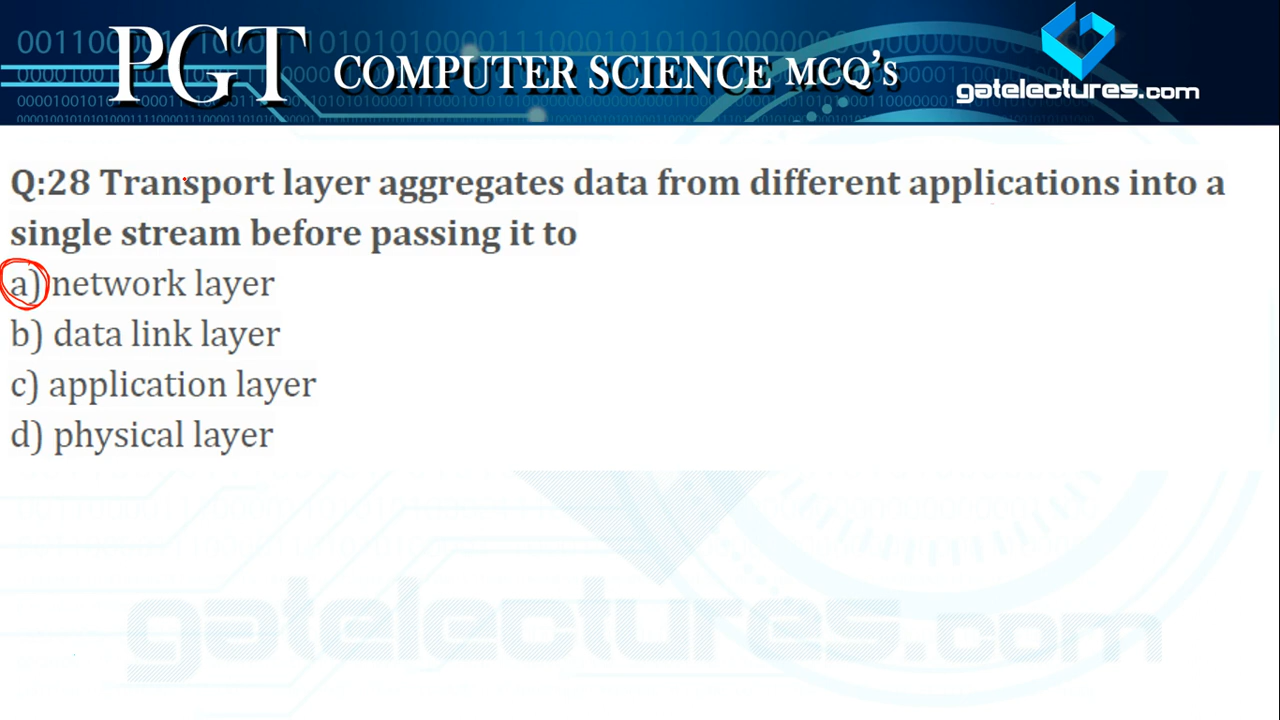 PGT COMPUTER SCIENCE MCQ's
gatelectures.com
Q:28 Transport layer aggregates data from different applications into a
single stream before passing it to
a) network layer
b) data link layer
c) application layer
d) physical layer
gatelectures.com